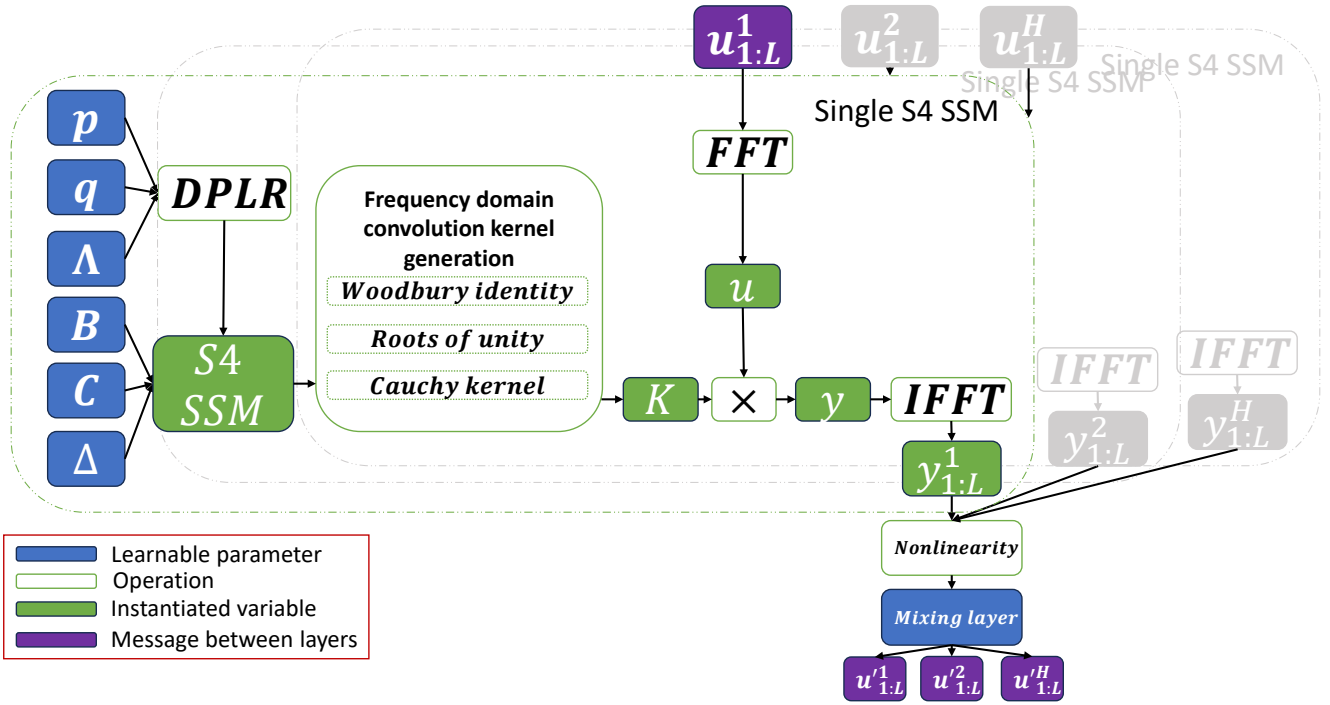 u¹₁:L
u²₁:L
uᴴ₁:L
Single S4 SSM
Single S4 SSM
Single S4 SSM
p
q
Λ
B
C
Δ
DPLR
S4
SSM
Frequency domain
convolution kernel
generation
Woodbury identity
Roots of unity
Cauchy kernel
FFT
u
K
×
y
IFFT
IFFT
IFFT
y¹₁:L
y²₁:L
yᴴ₁:L
Nonlinearity
Mixing layer
u′¹₁:L
u′²₁:L
u′ᴴ₁:L
Learnable parameter
Operation
Instantiated variable
Message between layers